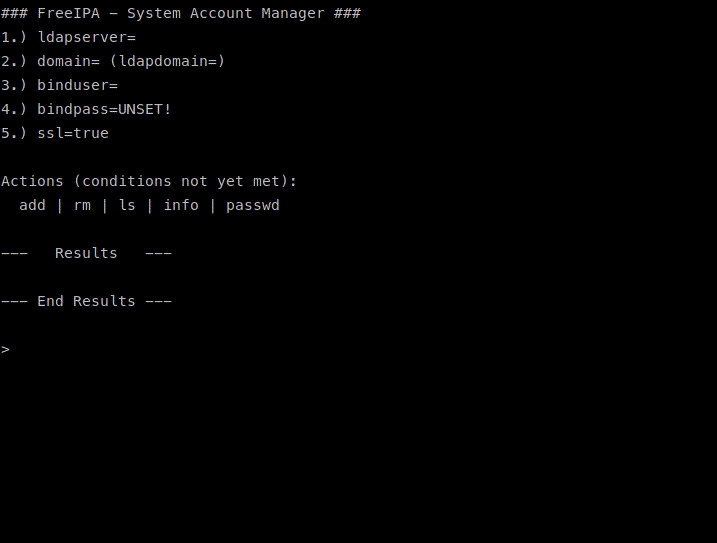 ### FreeIPA — System Account Manager ###
1.) ldapserver=
2.) domain= (ldapdomain=)
3.) binduser=
4.) bindpass=UNSET!
5.) ssl=true
Actions (conditions not yet met):
add | rm | ls | info | passwd
--- Results ---
--- End Results ---
>